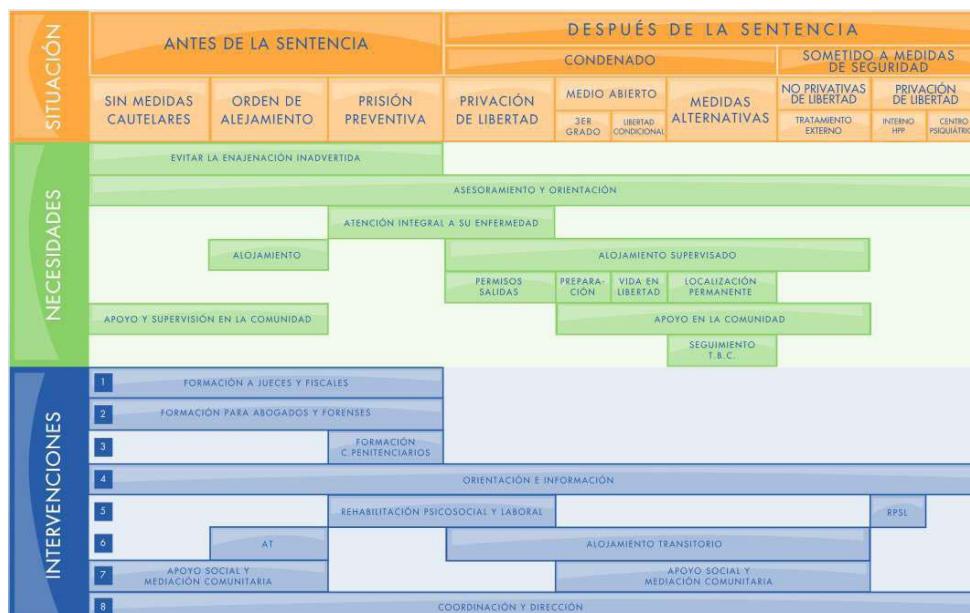 SITUACIÓN
ANTES DE LA SENTENCIA
DESPUÉS DE LA SENTENCIA
CONDENADO
SOMETIDO A MEDIDAS
DE SEGURIDAD
SIN MEDIDAS
CAUTELARES
ORDEN DE
ALEJAMIENTO
PRISIÓN
PREVENTIVA
PRIVACIÓN
DE LIBERTAD
MEDIO ABIERTO
3ER
GRADO
LIBERTAD
CONDICIONAL
MEDIDAS
ALTERNATIVAS
NO PRIVATIVAS
DE LIBERTAD
TRATAMIENTO
EXTERNO
PRIVACIÓN
DE LIBERTAD
INTERNO
HPP
CENTRO
PSIQUIÁTRIC
NECESIDADES
EVITAR LA ENAJENACIÓN INADVERTIDA
ASESORAMIENTO Y ORIENTACIÓN
ATENCIÓN INTEGRAL A SU ENFERMEDAD
ALOJAMIENTO
ALOJAMIENTO SUPERVISADO
PERMISOS
SALIDAS
PREPARA-
CIÓN
VIDA EN
LIBERTAD
LOCALIZACIÓN
PERMANENTE
APOYO Y SUPERVISIÓN EN LA COMUNIDAD
APOYO EN LA COMUNIDAD
SEGUIMIENTO
T.B.C.
INTERVENCIONES
1 FORMACIÓN A JUECES Y FISCALES
2 FORMACIÓN PARA ABOGADOS Y FORENSES
3 FORMACIÓN
C.PENITENCIARIOS
4 ORIENTACIÓN E INFORMACIÓN
5 REHABILITACIÓN PSICOSOCIAL Y LABORAL RPSL
6 AT ALOJAMIENTO TRANSITORIO
7 APOYO SOCIAL Y
MEDIACIÓN COMUNITARIA
APOYO SOCIAL Y
MEDIACIÓN COMUNITARIA
8 COORDINACIÓN Y DIRECCIÓN